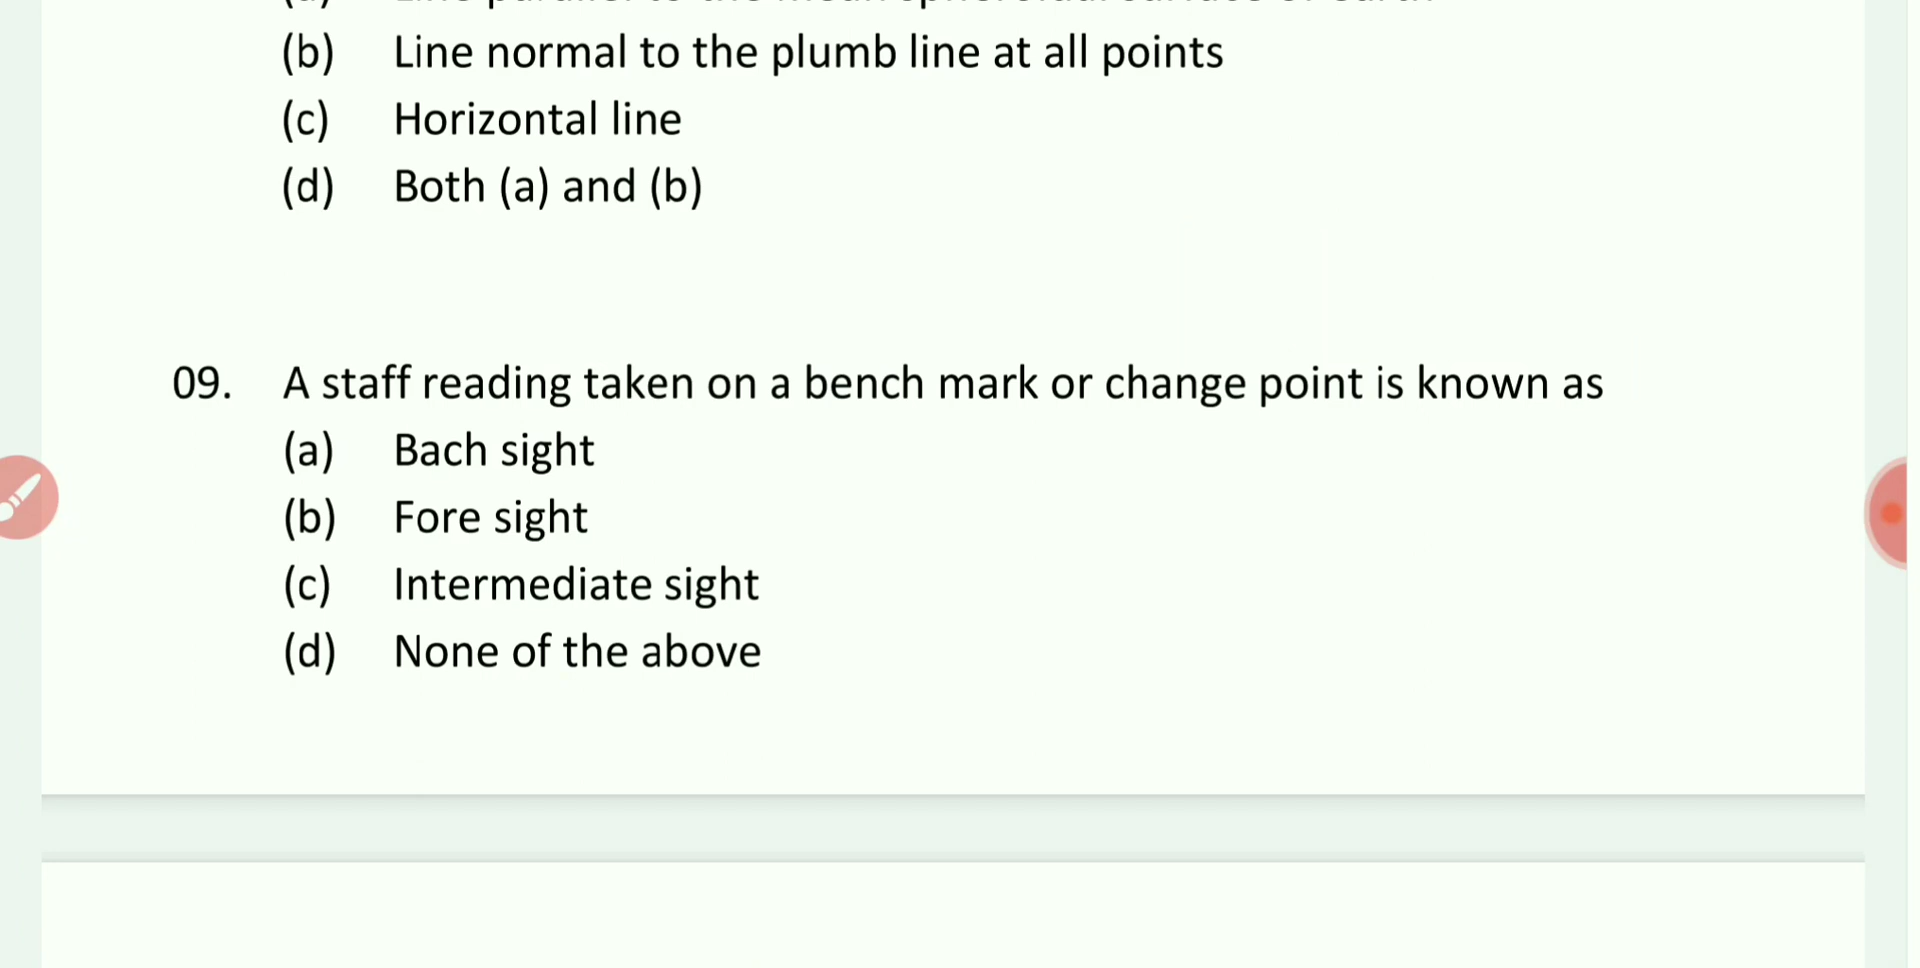 (b) Line normal to the plumb line at all points
(c) Horizontal line
(d) Both (a) and (b)
09. A staff reading taken on a bench mark or change point is known as
(a) Bach sight
(b) Fore sight
(c) Intermediate sight
(d) None of the above